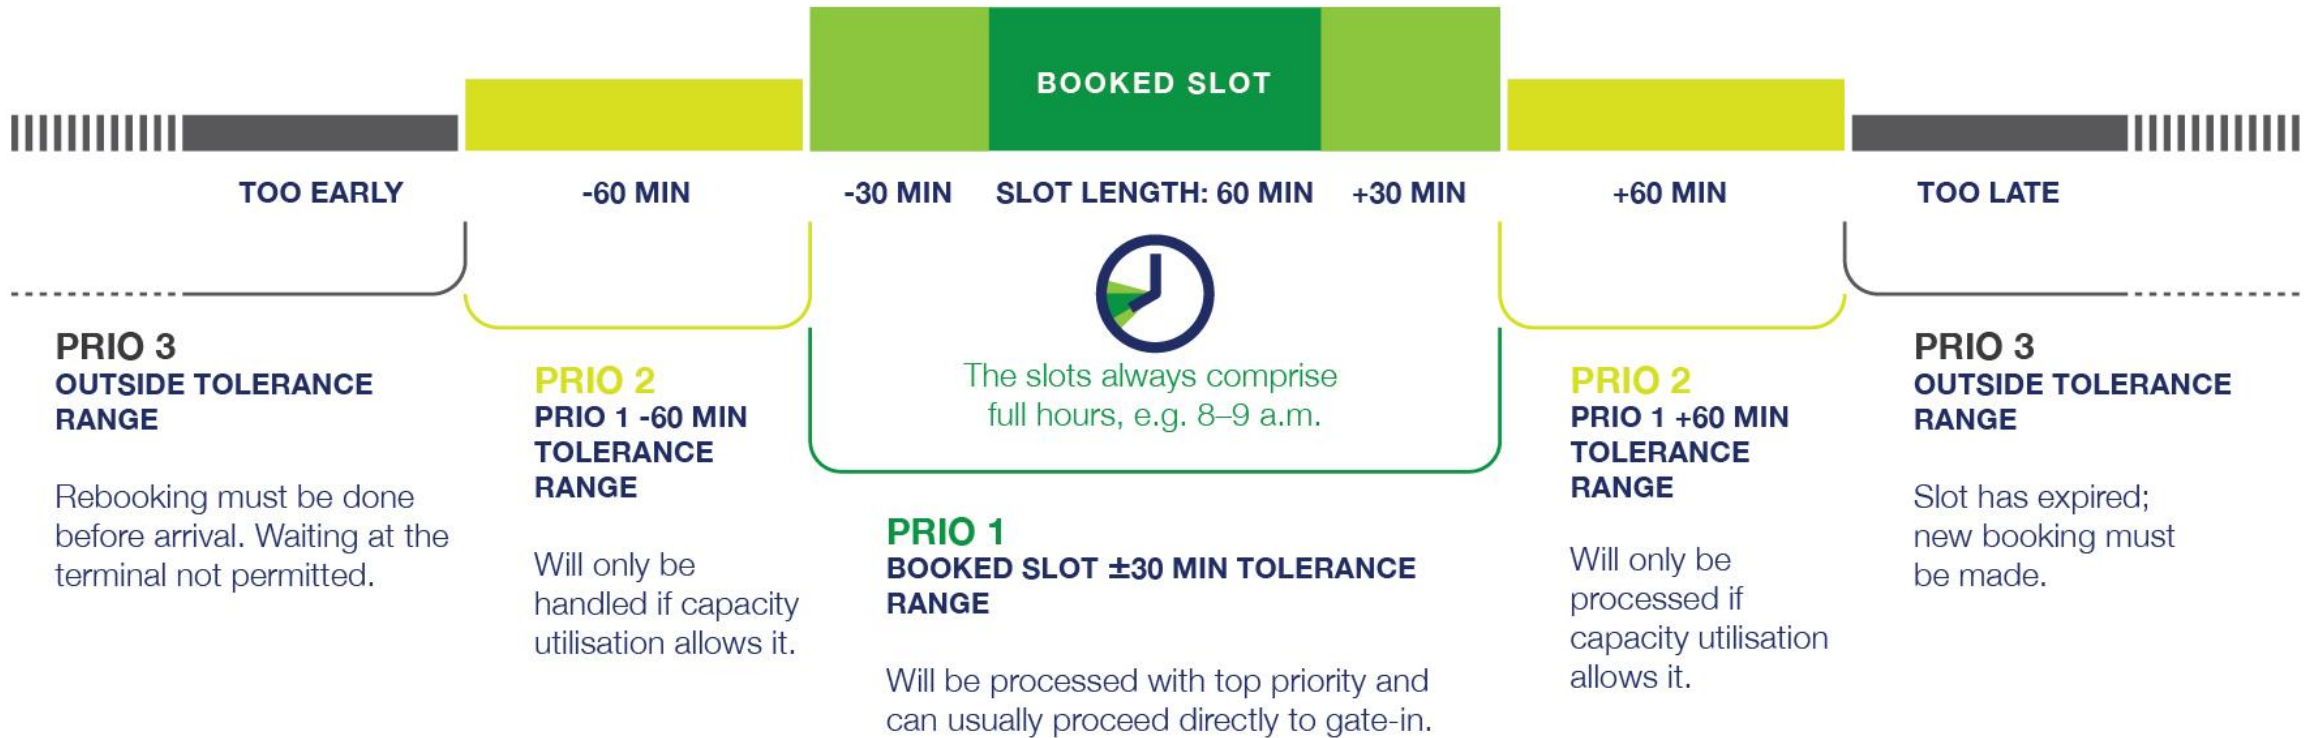 BOOKED SLOT
TOO EARLY
-60 MIN
-30 MIN
SLOT LENGTH: 60 MIN
+30 MIN
+60 MIN
TOO LATE
The slots always comprise
full hours, e.g. 8–9 a.m.
PRIO 3
OUTSIDE TOLERANCE
RANGE
Rebooking must be done
before arrival. Waiting at the
terminal not permitted.
PRIO 2
PRIO 1 -60 MIN
TOLERANCE
RANGE
Will only be
handled if capacity
utilisation allows it.
PRIO 1
BOOKED SLOT ±30 MIN TOLERANCE
RANGE
Will be processed with top priority and
can usually proceed directly to gate-in.
PRIO 2
PRIO 1 +60 MIN
TOLERANCE
RANGE
Will only be
processed if
capacity utilisation
allows it.
PRIO 3
OUTSIDE TOLERANCE
RANGE
Slot has expired;
new booking must
be made.